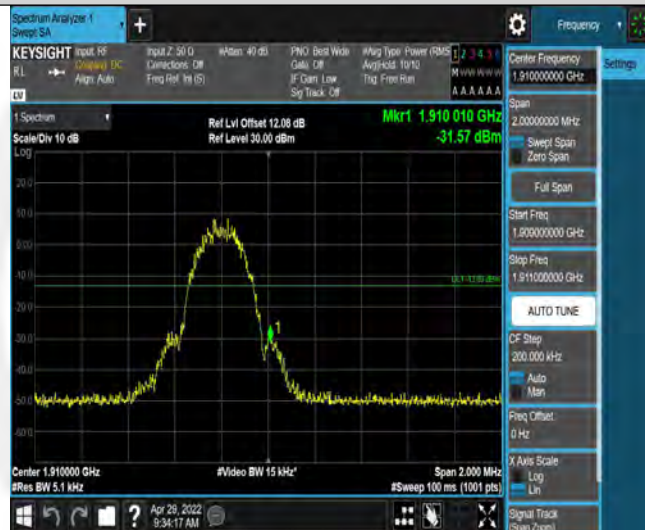 Spectrum Analyzer 1
Swept SA
+
Frequency
KEYSIGHT
Input: RF
Coupling: DC
Align: Auto
Input Z: 50 Ω
Corrections: Off
Freq Ref: Int (S)
#Atten: 40 dB
PNO: Best Wide
Gate: Off
IF Gain: Low
Sig Track: Off
#Avg Type: Power (RMS
Avg|Hold: 10/10
Trig: Free Run
1 2 3 4 5 6
M W W W W W
A A A A A A
RL
LV
1 Spectrum
Scale/Div 10 dB
Log
Ref Lvl Offset 12.08 dB
Ref Level 30.00 dBm
Mkr1 1.910 010 GHz
-31.57 dBm
20.0
10.0
0.00
-10.0
-20.0
-30.0
-40.0
-50.0
-60.0
1
Center 1.910000 GHz
#Res BW 5.1 kHz
#Video BW 15 kHz*
Span 2.000 MHz
#Sweep 100 ms (1001 pts)
Apr 29, 2022
9:34:17 AM
?
Settings
Center Frequency
1.910000000 GHz
Span
2.00000000 MHz
Swept Span
Zero Span
Full Span
Start Freq
1.909000000 GHz
Stop Freq
1.911000000 GHz
AUTO TUNE
CF Step
200.000 kHz
Auto
Man
Freq Offset
0 Hz
X Axis Scale
Log
Lin
Signal Track
(Span Zoom)